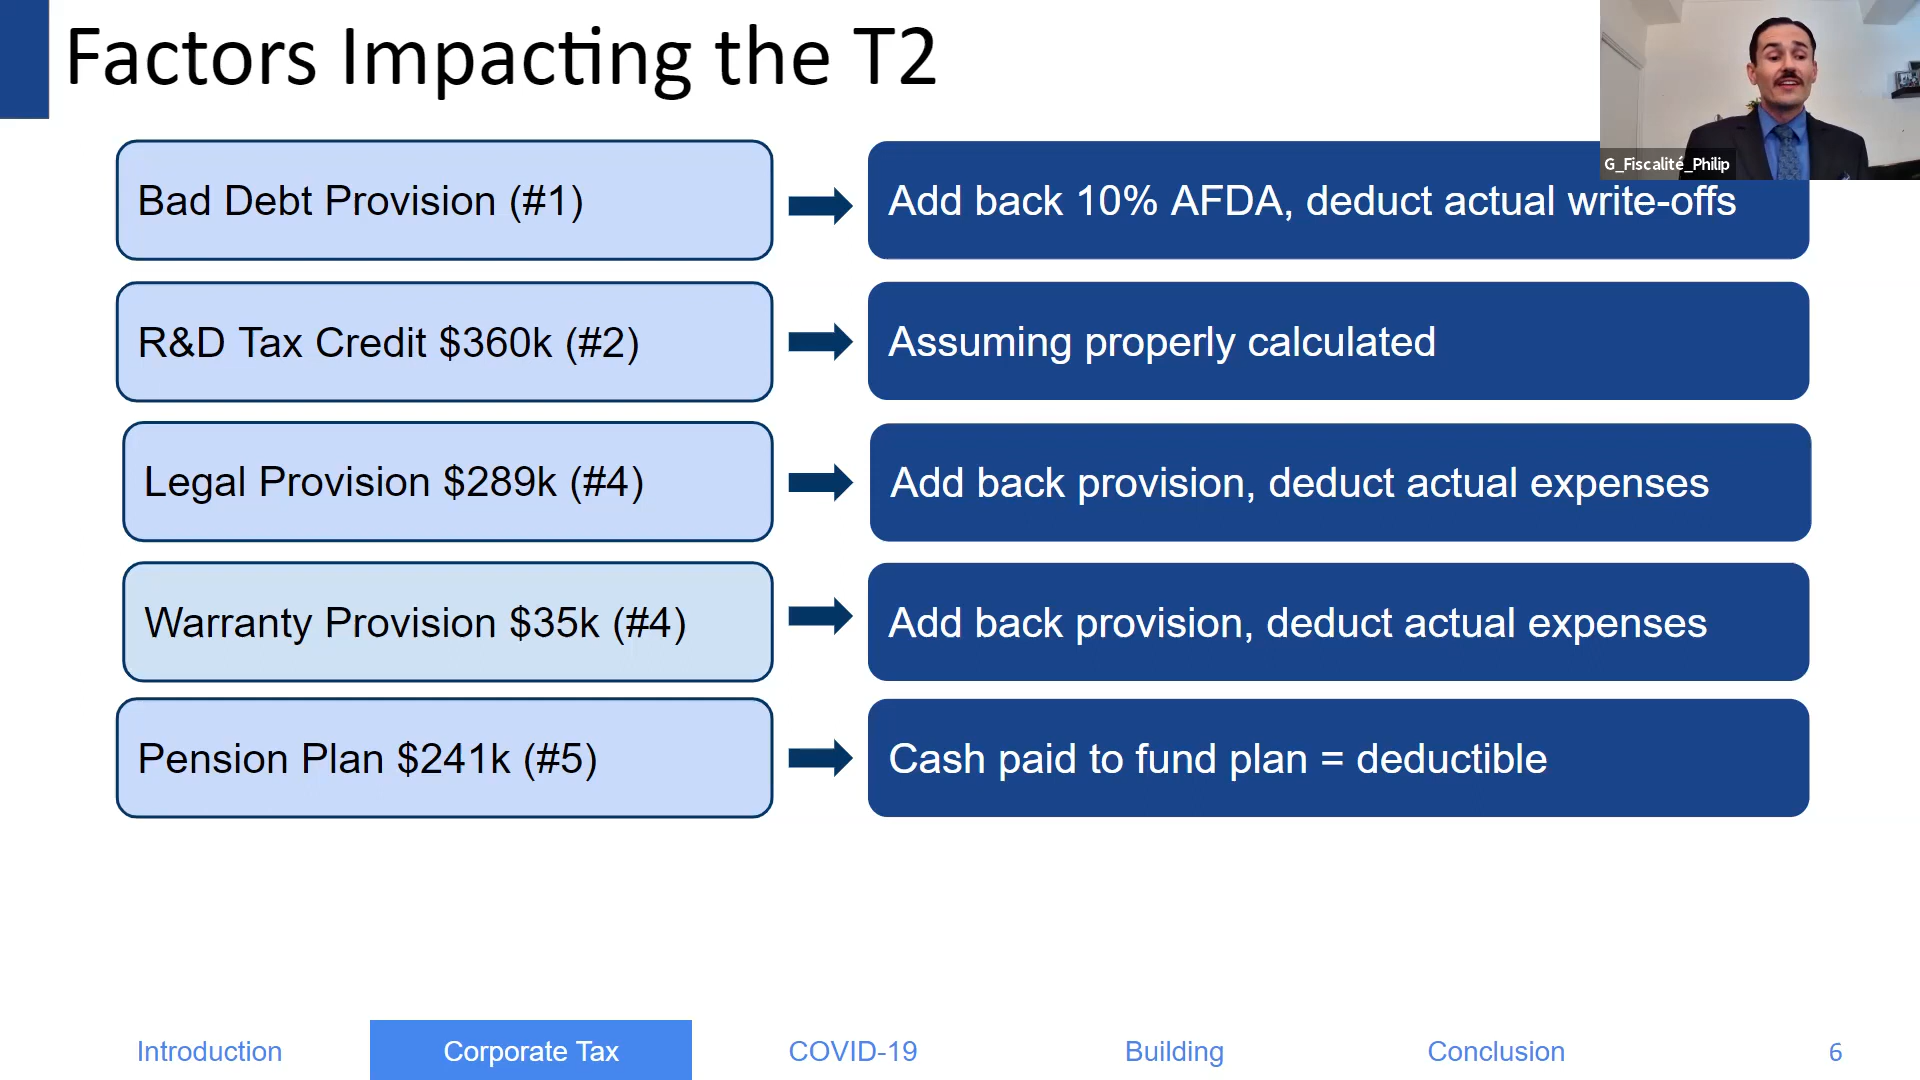 Factors Impacting the T2
G_Fiscalité_Philip
Bad Debt Provision (#1)
Add back 10% AFDA, deduct actual write-offs
R&D Tax Credit $360k (#2)
Assuming properly calculated
Legal Provision $289k (#4)
Add back provision, deduct actual expenses
Warranty Provision $35k (#4)
Add back provision, deduct actual expenses
Pension Plan $241k (#5)
Cash paid to fund plan = deductible
Introduction
Corporate Tax
COVID-19
Building
Conclusion
6